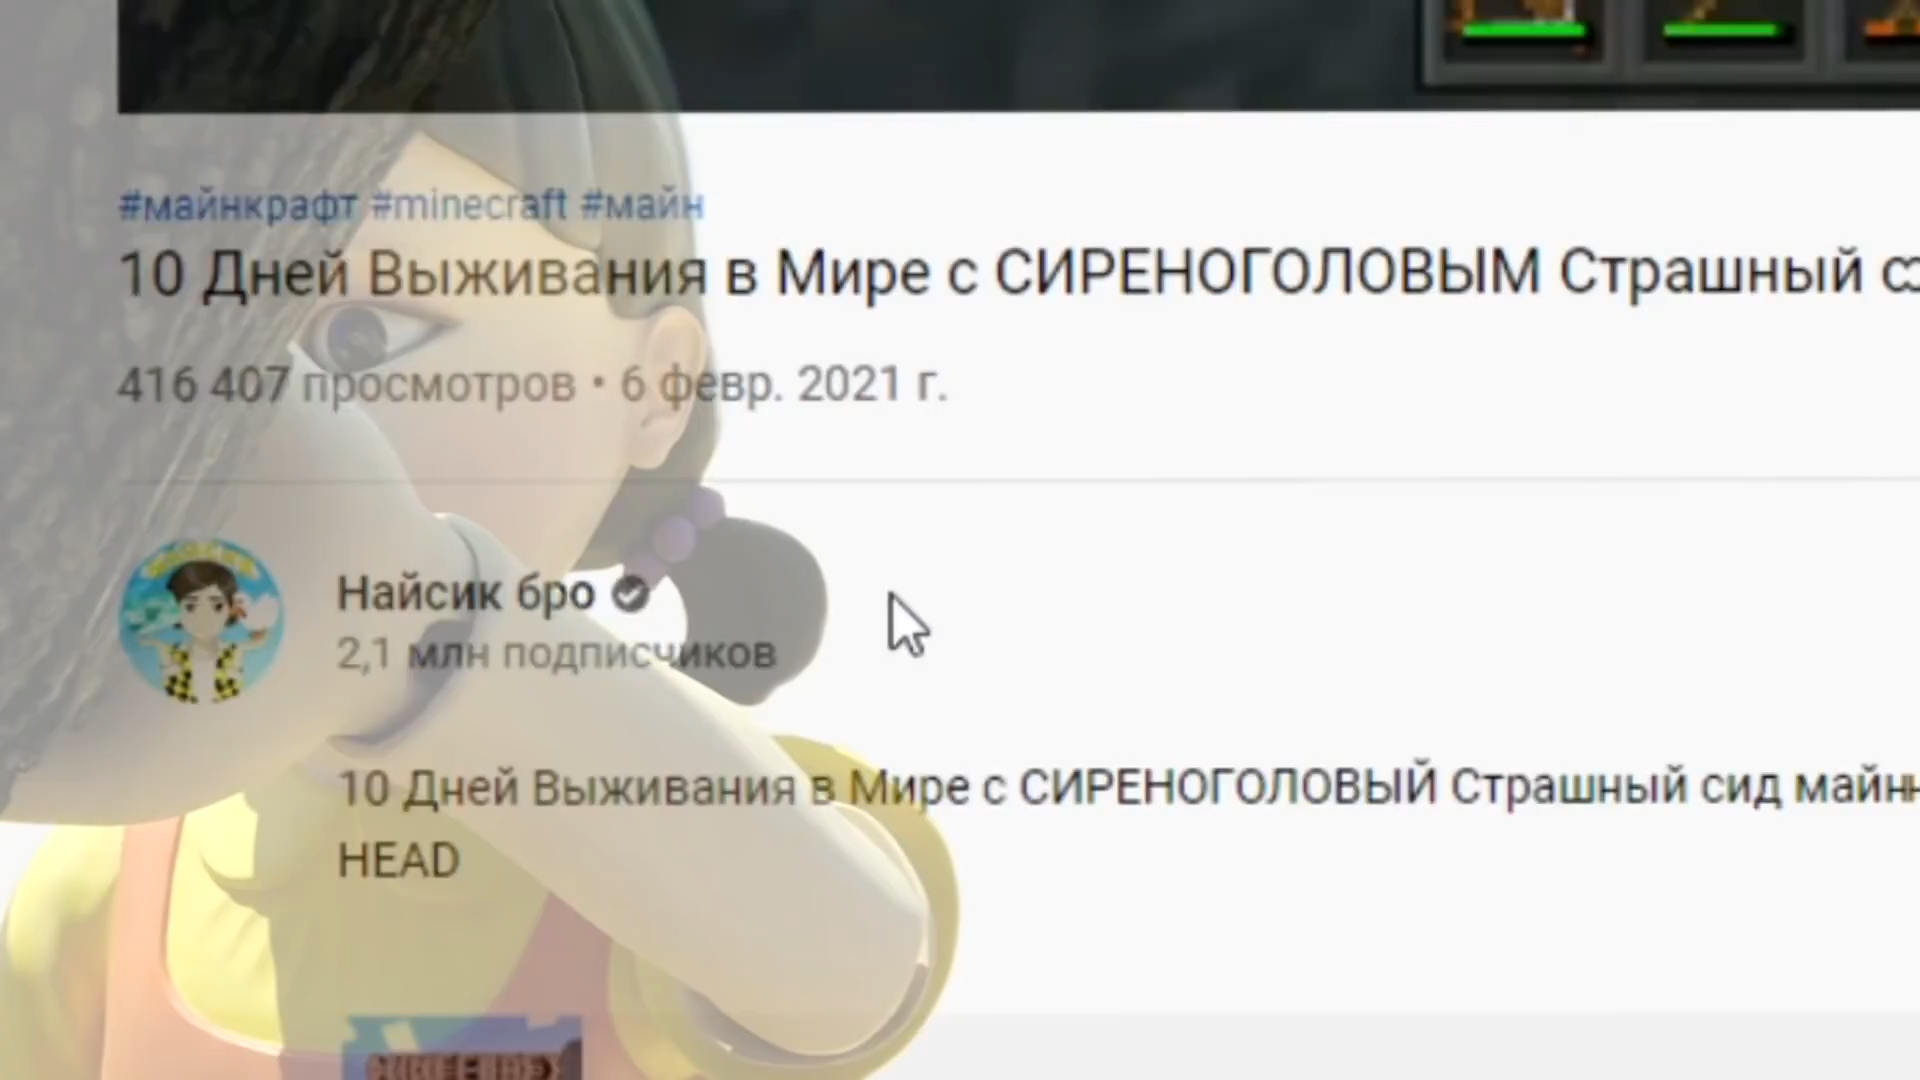 #майнкрафт #minecraft #майн
10 Дней Выживания в Мире с СИРЕНОГОЛОВЫМ Страшный
416 407 просмотров • 6 февр. 2021 г.
Найсик бро
2,1 млн подписчиков
10 Дней Выживания в Мире с СИРЕНОГОЛОВЫЙ Страшный сид майн
HEAD